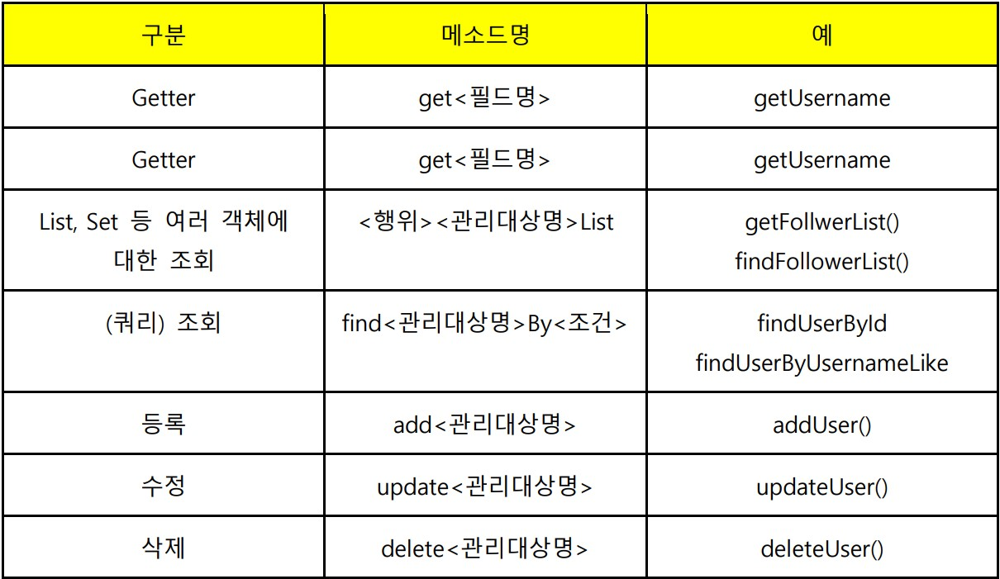 구분 메소드명 예
Getter get<필드명> getUsername
Getter get<필드명> getUsername
List, Set 등 여러 객체에
대한 조회
<행위><관리대상명>List
getFollwerList()
findFollowerList()
(쿼리) 조회
find<관리대상명>By<조건>
findUserById
findUserByUsernameLike
등록 add<관리대상명> addUser()
수정 update<관리대상명> updateUser()
삭제 delete<관리대상명> deleteUser()